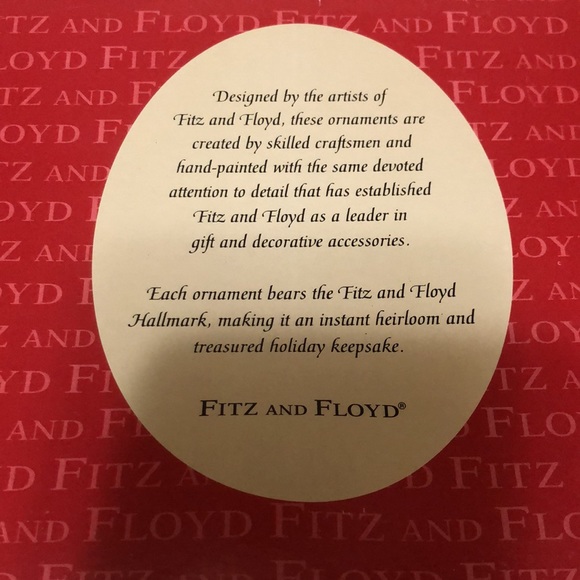 Designed by the artists of
Fitz and Floyd, these ornaments are
created by skilled craftsmen and
hand-painted with the same devoted
attention to detail that has established
Fitz and Floyd as a leader in
gift and decorative accessories.
Each ornament bears the Fitz and Floyd
Hallmark, making it an instant heirloom and
treasured holiday keepsake.
FITZ AND FLOYD®